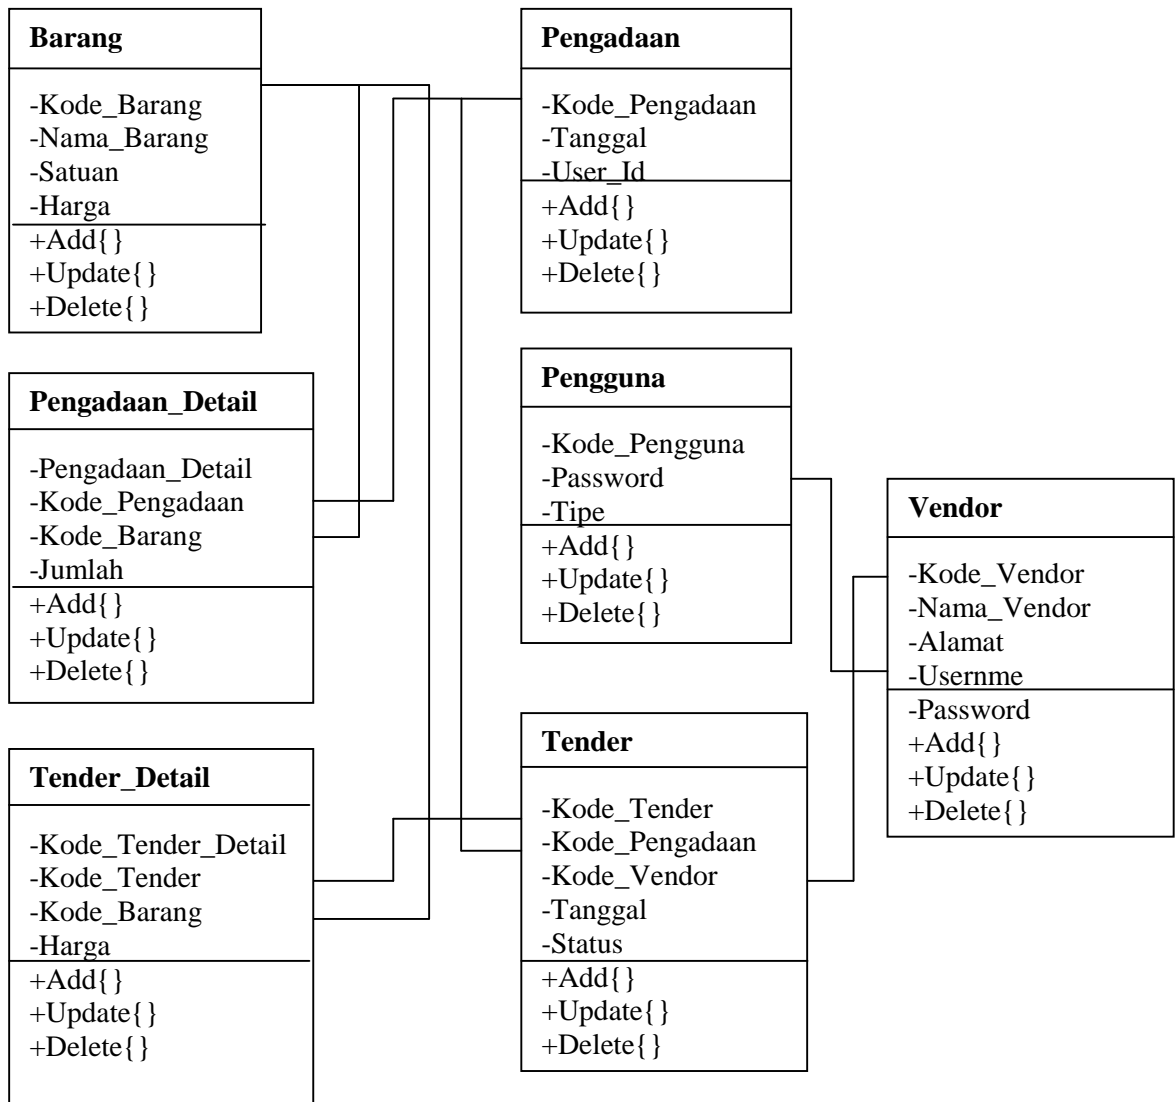 Barang
-Kode_Barang
-Nama_Barang
-Satuan
-Harga
+Add{}
+Update{}
+Delete{}
Pengadaan
-Kode_Pengadaan
-Tanggal
-User_Id
+Add{}
+Update{}
+Delete{}
Pengadaan_Detail
-Pengadaan_Detail
-Kode_Pengadaan
-Kode_Barang
-Jumlah
+Add{}
+Update{}
+Delete{}
Pengguna
-Kode_Pengguna
-Password
-Tipe
+Add{}
+Update{}
+Delete{}
Vendor
-Kode_Vendor
-Nama_Vendor
-Alamat
-Usernme
-Password
+Add{}
+Update{}
+Delete{}
Tender_Detail
-Kode_Tender_Detail
-Kode_Tender
-Kode_Barang
-Harga
+Add{}
+Update{}
+Delete{}
Tender
-Kode_Tender
-Kode_Pengadaan
-Kode_Vendor
-Tanggal
-Status
+Add{}
+Update{}
+Delete{}